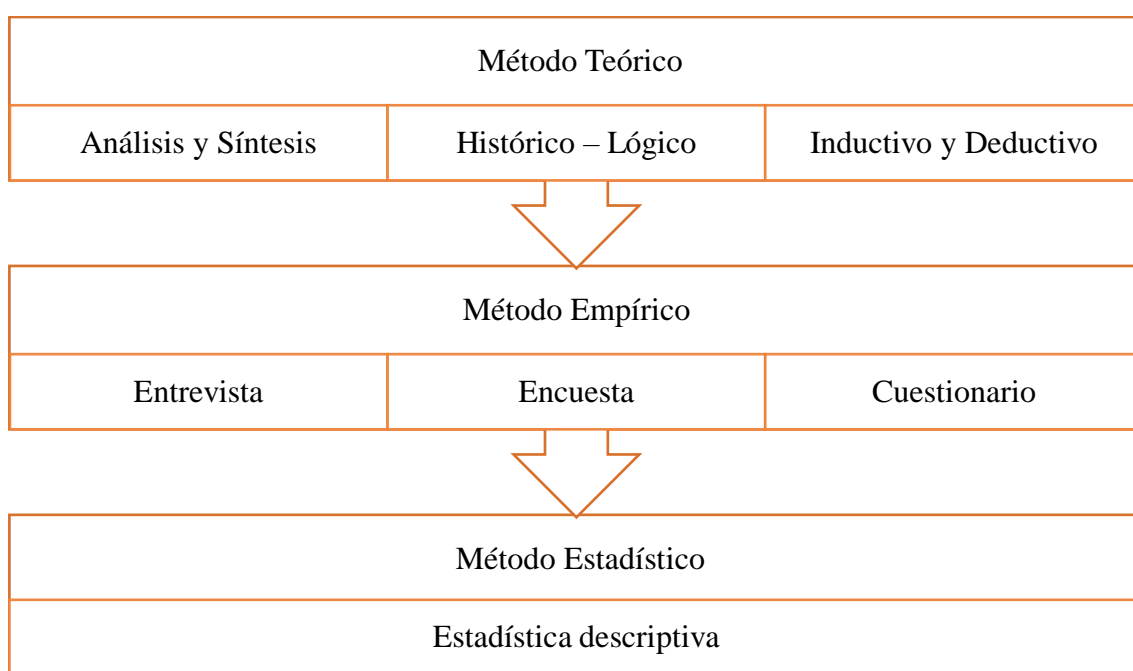 Método Teórico
Análisis y Síntesis
Histórico – Lógico
Inductivo y Deductivo
Método Empírico
Entrevista
Encuesta
Cuestionario
Método Estadístico
Estadística descriptiva